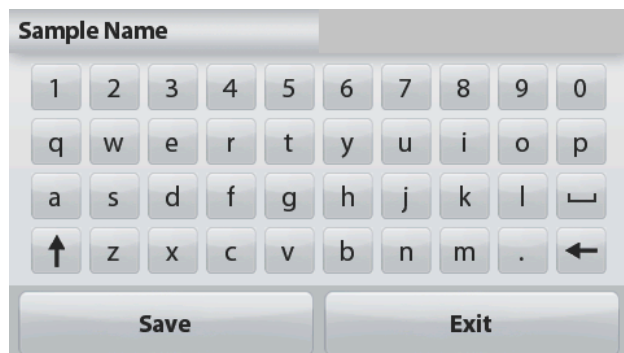 Sample Name
1 2 3 4 5 6 7 8 9 0
q w e r t y u i o p
a s d f g h j k l
z x c v b n m .
Save Exit